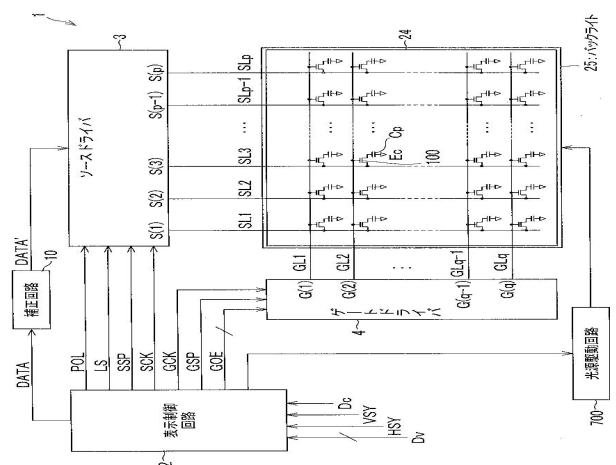 1
3
ソースドライバ
DATA'
10
補正回路
DATA
POL
LS
SSP
SCK
GCK
GSP
GOE
表示制御
回路
2
Dc
VSY
HSY
Dv
S(1)
S(2)
S(3)
S(p-1)
S(p)
SL1
SL2
SL3
...
SLp-1
SLp
24
25:バックライト
Cp
Ec
100
...
...
...
...
GL1
GL2
...
GLq-1
GLq
G(1)
G(2)
G(q-1)
G(q)
ゲートドライバ
4
光源駆動回路
700